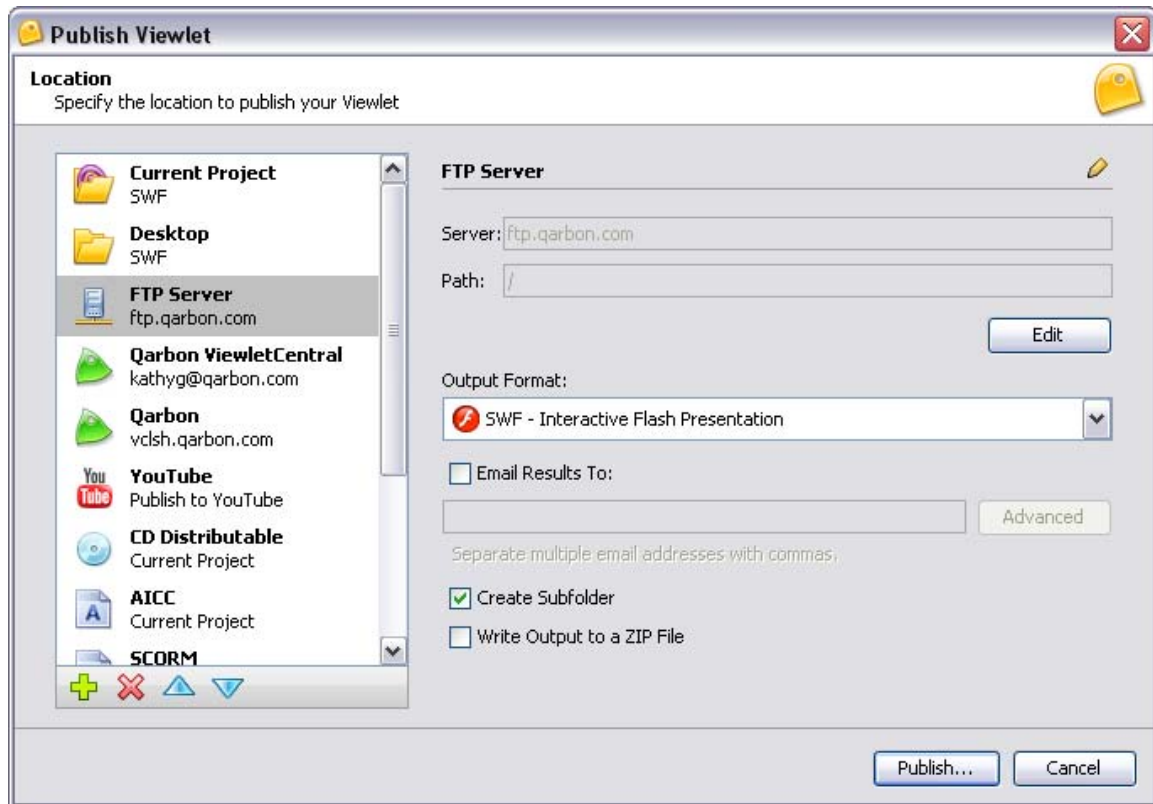 Publish Viewlet
Location
Specify the location to publish your Viewlet
Current Project
SWF
Desktop
SWF
FTP Server
ftp.qarbon.com
Qarbon ViewletCentral
kathyg@qarbon.com
Qarbon
vclsh.qarbon.com
You
Tube
YouTube
Publish to YouTube
CD Distributable
Current Project
A
AICC
Current Project
SCORM
FTP Server
Server: ftp.qarbon.com
Path: /
Edit
Output Format:
SWF - Interactive Flash Presentation
Email Results To:
Advanced
Separate multiple email addresses with commas.
Create Subfolder
Write Output to a ZIP File
Publish...
Cancel